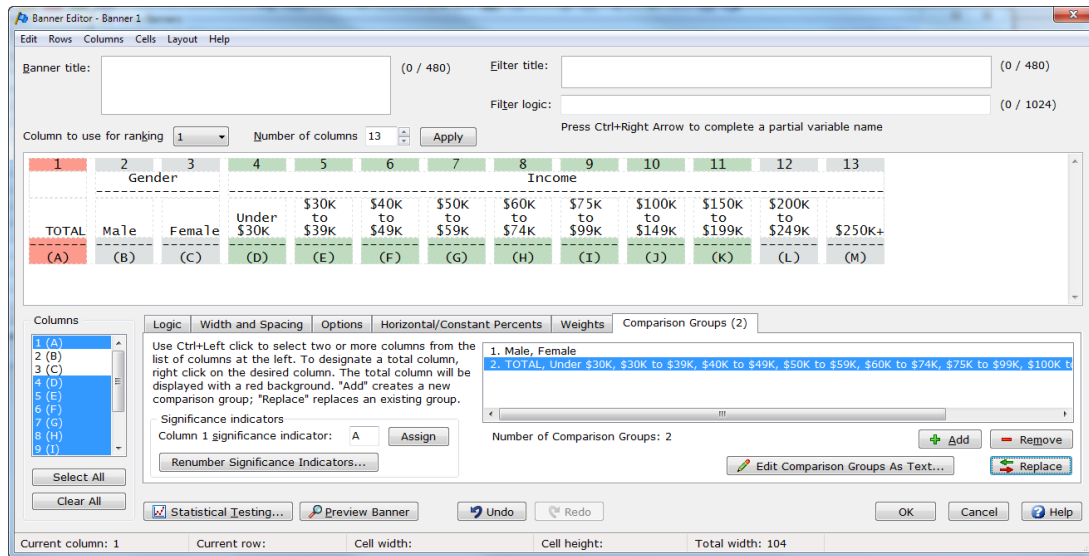 Banner Editor - Banner 1
Edit Rows Columns Cells Layout Help
Banner title:
(0 / 480)
Filter title:
(0 / 480)
Filter logic:
(0 / 1024)
Press Ctrl+Right Arrow to complete a partial variable name
Column to use for ranking 1
Number of columns 13
Apply
1 2 3 4 5 6 7 8 9 10 11 12 13
Gender Income
$30K $40K $50K $60K $75K $100K $150K $200K
Under to to to to to to to to
TOTAL Male Female $30K $39K $49K $59K $74K $99K $149K $199K $249K $250K+
(A) (B) (C) (D) (E) (F) (G) (H) (I) (J) (K) (L) (M)
Columns
1 (A)
2 (B)
3 (C)
4 (D)
5 (E)
6 (F)
7 (G)
8 (H)
9 (I)
Select All
Clear All
Logic Width and Spacing Options Horizontal/Constant Percents Weights Comparison Groups (2)
Use Ctrl+Left click to select two or more columns from the
list of columns at the left. To designate a total column,
right click on the desired column. The total column will be
displayed with a red background. "Add" creates a new
comparison group; "Replace" replaces an existing group.
Significance indicators
Column 1 significance indicator: A Assign
Renumber Significance Indicators...
1. Male, Female
2. TOTAL, Under $30K, $30K to $39K, $40K to $49K, $50K to $59K, $60K to $74K, $75K to $99K, $100K t
Number of Comparison Groups: 2
Add
Remove
Edit Comparison Groups As Text...
Replace
Statistical Testing...
Preview Banner
Undo
Redo
OK
Cancel
Help
Current column: 1 Current row: Cell width: Cell height: Total width: 104